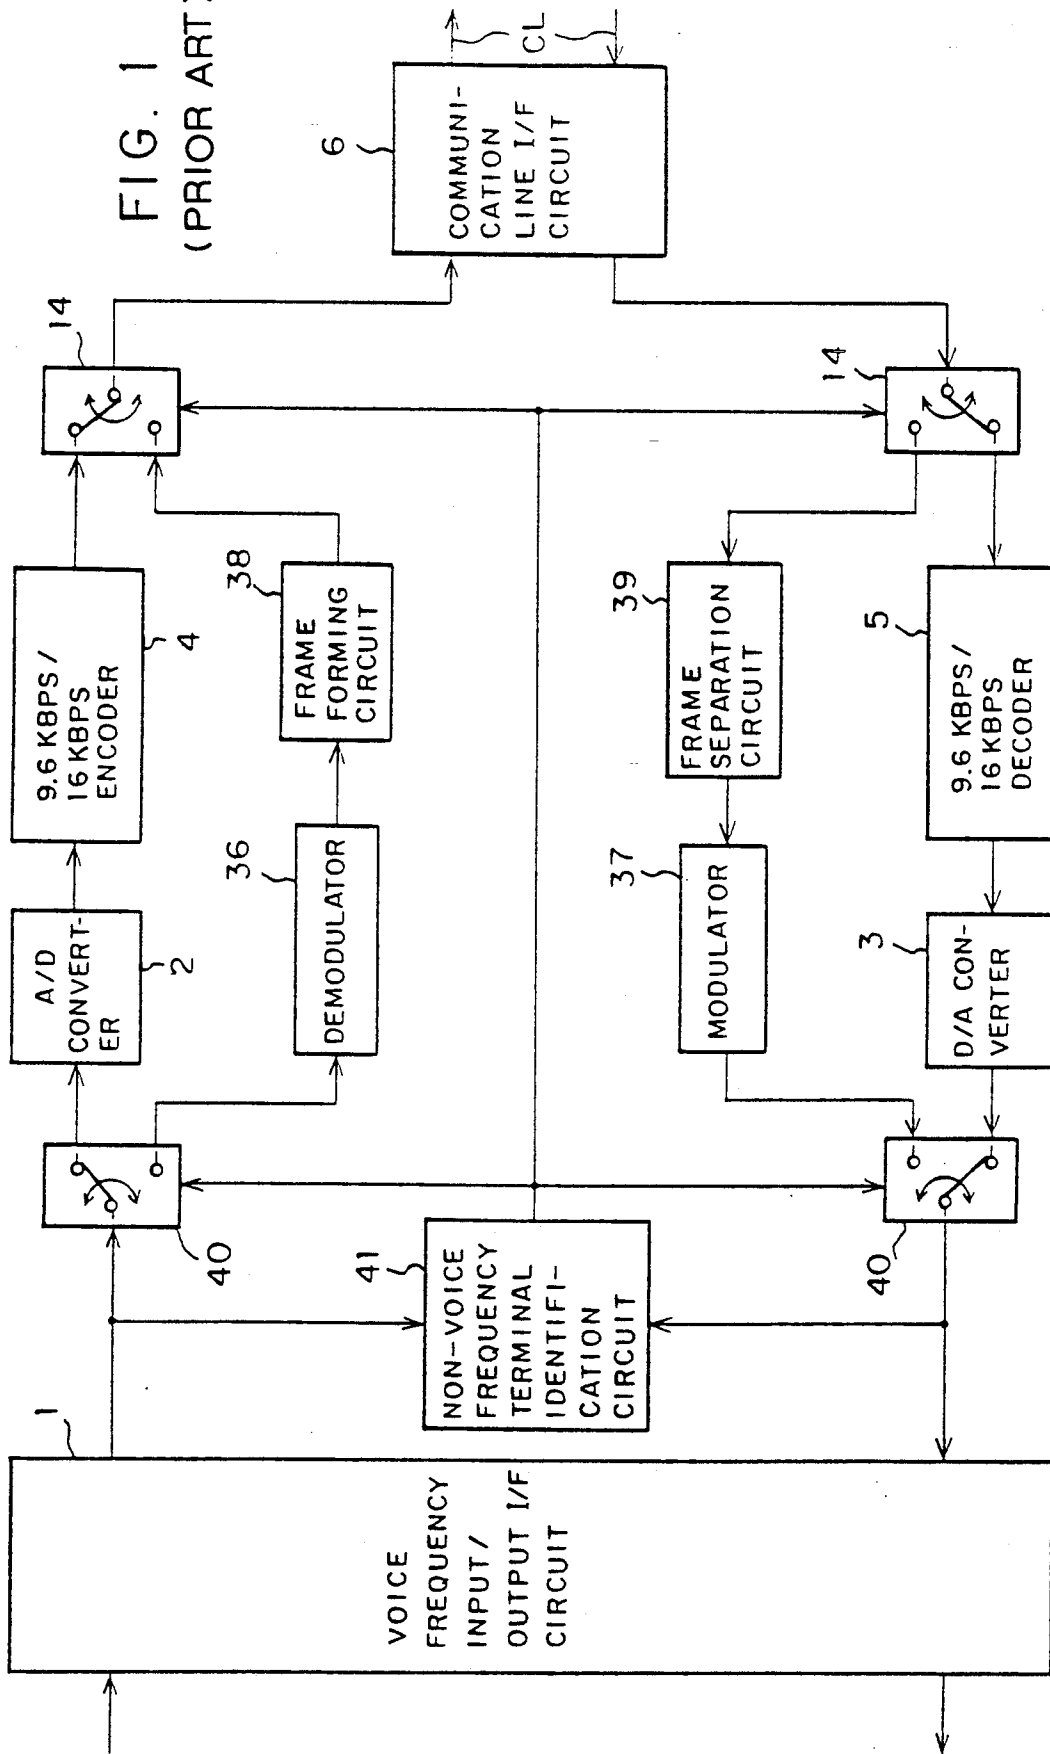 FIG. 1
(PRIOR ART)
1
VOICE
FREQUENCY
INPUT/
OUTPUT I/F
CIRCUIT
40
41
NON-VOICE
FREQUENCY
TERMINAL
IDENTIFI-
CATION
CIRCUIT
40
A/D
CONVERT-
ER
2
36
DEMODULATOR
37
MODULATOR
3
D/A CON-
VERTER
9.6 KBPS/
16 KBPS
ENCODER
4
38
FRAME
FORMING
CIRCUIT
39
FRAME
SEPARATION
CIRCUIT
5
9.6 KBPS/
16 KBPS
DECODER
14
14
6
COMMUNI-
CATION
LINE I/F
CIRCUIT
CL